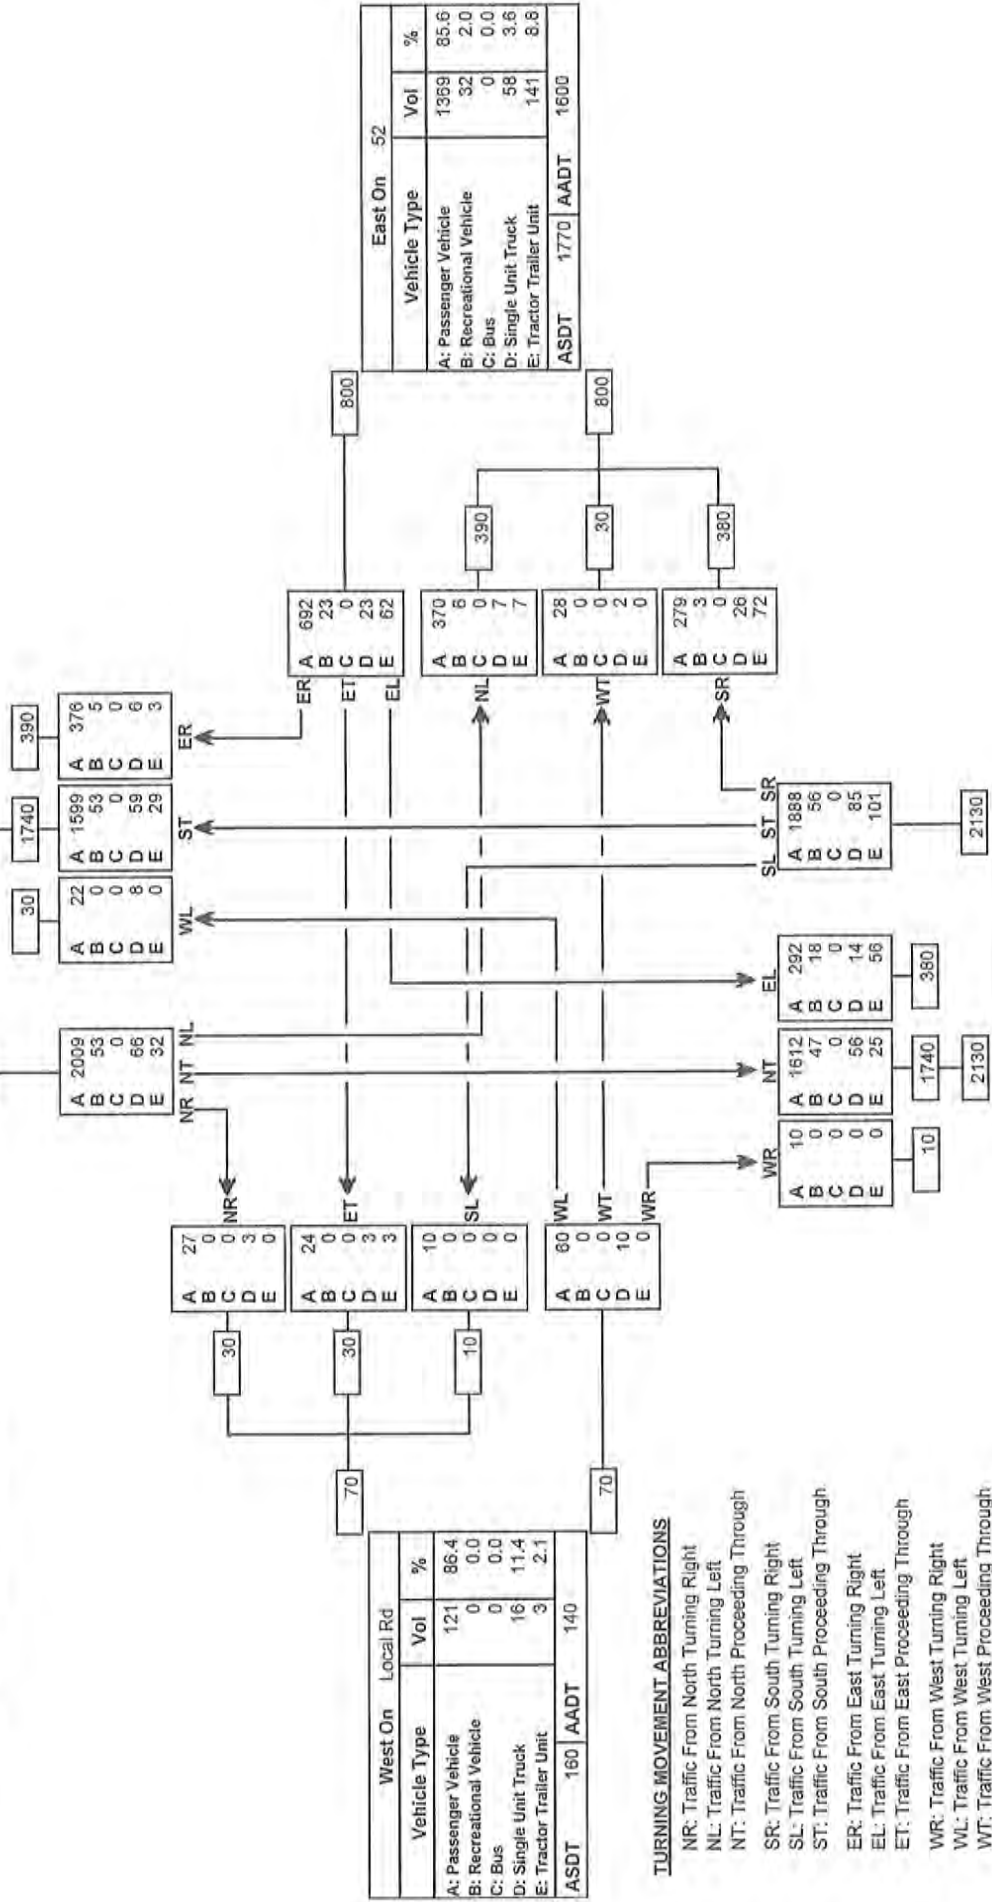 30
1740
390
A 2009
B 53
C 0
D 66
E 32
A 22
B 0
C 0
D 8
E 0
A 1599
B 53
C 0
D 59
E 29
A 376
B 5
C 0
D 6
E 3
NR NT NL
WL
ST
ER
West On Local Rd
Vehicle Type Vol %
A: Passenger Vehicle 121 86.4
B: Recreational Vehicle 0 0.0
C: Bus 0 0.0
D: Single Unit Truck 16 11.4
E: Tractor Trailer Unit 3 2.1
ASDT 160 AADT 140
70
30
30
10
70
A 27
B 0
C 0
D 3
E 0
NR
A 24
B 0
C 0
D 3
E 3
ET
A 10
B 0
C 0
D 0
E 0
SL
A 60
B 0
C 0
D 10
E 0
WL
WT
WR
ER
ET
EL
A 692
B 23
C 0
D 23
E 62
800
NL
A 370
B 6
C 0
D 7
E 7
390
WT
A 28
B 0
C 0
D 2
E 0
30
800
SR
A 279
B 3
C 0
D 26
E 72
380
East On 52
Vehicle Type Vol %
A: Passenger Vehicle 1369 85.6
B: Recreational Vehicle 32 2.0
C: Bus 0 0.0
D: Single Unit Truck 58 3.6
E: Tractor Trailer Unit 141 8.8
ASDT 1770 AADT 1600
WR
NT
EL
SL ST SR
A 10
B 0
C 0
D 0
E 0
A 1612
B 47
C 0
D 56
E 25
A 292
B 18
C 0
D 14
E 56
A 1888
B 56
C 0
D 85
E 101
10
1740
380
2130
2130
TURNING MOVEMENT ABBREVIATIONS
NR: Traffic From North Turning Right
NL: Traffic From North Turning Left
NT: Traffic From North Proceeding Through
SR: Traffic From South Turning Right
SL: Traffic From South Turning Left
ST: Traffic From South Proceeding Through
ER: Traffic From East Turning Right
EL: Traffic From East Turning Left
ET: Traffic From East Proceeding Through
WR: Traffic From West Turning Right
WL: Traffic From West Turning Left
WT: Traffic From West Proceeding Through